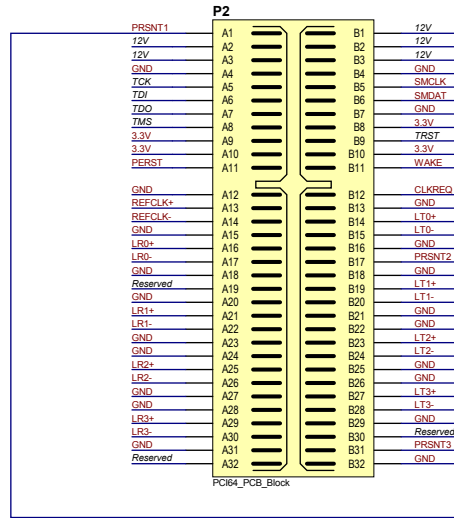 P2
PRSNT1 A1 B1 12V
12V A2 B2 12V
12V A3 B3 12V
GND A4 B4 GND
TCK A5 B5 SMCLK
TDI A6 B6 SMDAT
TDO A7 B7 GND
TMS A8 B8 3.3V
3.3V A9 B9 TRST
3.3V A10 B10 3.3V
PERST A11 B11 WAKE
GND A12 B12 CLKREQ
REFCLK+ A13 B13 GND
REFCLK- A14 B14 LT0+
GND A15 B15 LT0-
LR0+ A16 B16 GND
LR0- A17 B17 PRSNT2
GND A18 B18 GND
Reserved A19 B19 LT1+
GND A20 B20 LT1-
LR1+ A21 B21 GND
LR1- A22 B22 GND
GND A23 B23 LT2+
GND A24 B24 LT2-
LR2+ A25 B25 GND
LR2- A26 B26 GND
GND A27 B27 LT3+
GND A28 B28 LT3-
LR3+ A29 B29 GND
LR3- A30 B30 Reserved
GND A31 B31 PRSNT3
Reserved A32 B32 GND
PCI64_PCB_Block